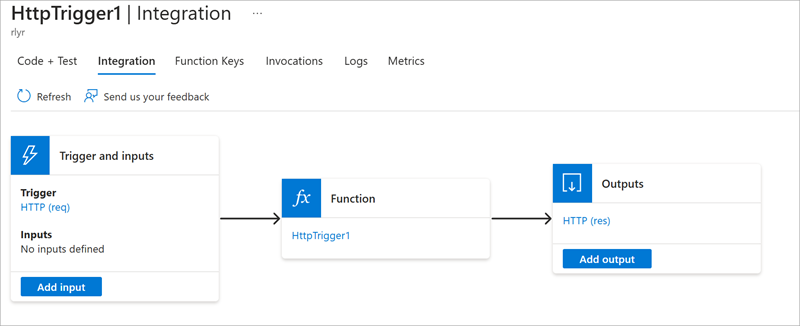 HttpTrigger1 | Integration ...
rlyr
Code + Test Integration Function Keys Invocations Logs Metrics
Refresh Send us your feedback
Trigger and inputs
Trigger
HTTP (req)
Inputs
No inputs defined
Add input
fx Function
HttpTrigger1
Outputs
HTTP (res)
Add output